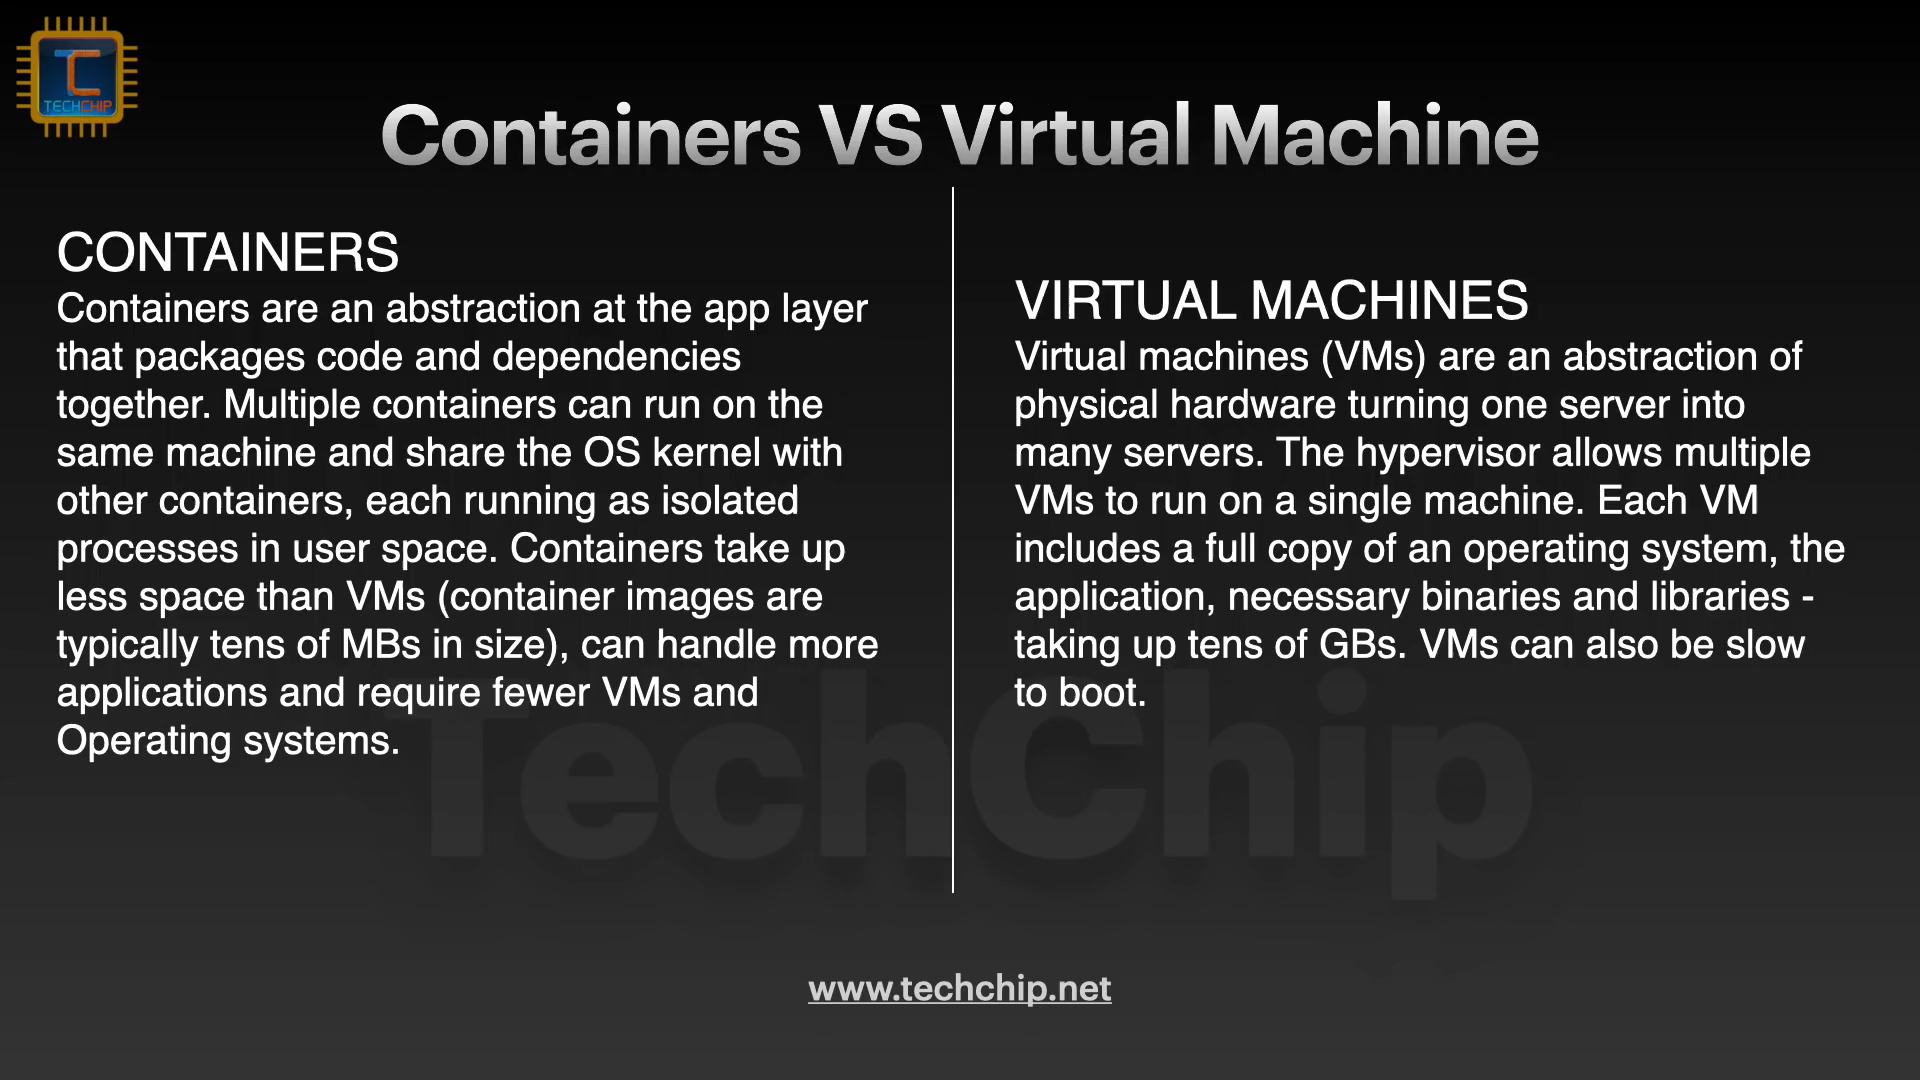 TC
TECHCHIP
Containers VS Virtual Machine
CONTAINERS
Containers are an abstraction at the app layer
that packages code and dependencies
together. Multiple containers can run on the
same machine and share the OS kernel with
other containers, each running as isolated
processes in user space. Containers take up
less space than VMs (container images are
typically tens of MBs in size), can handle more
applications and require fewer VMs and
Operating systems.
VIRTUAL MACHINES
Virtual machines (VMs) are an abstraction of
physical hardware turning one server into
many servers. The hypervisor allows multiple
VMs to run on a single machine. Each VM
includes a full copy of an operating system, the
application, necessary binaries and libraries -
taking up tens of GBs. VMs can also be slow
to boot.
TechChip
www.techchip.net